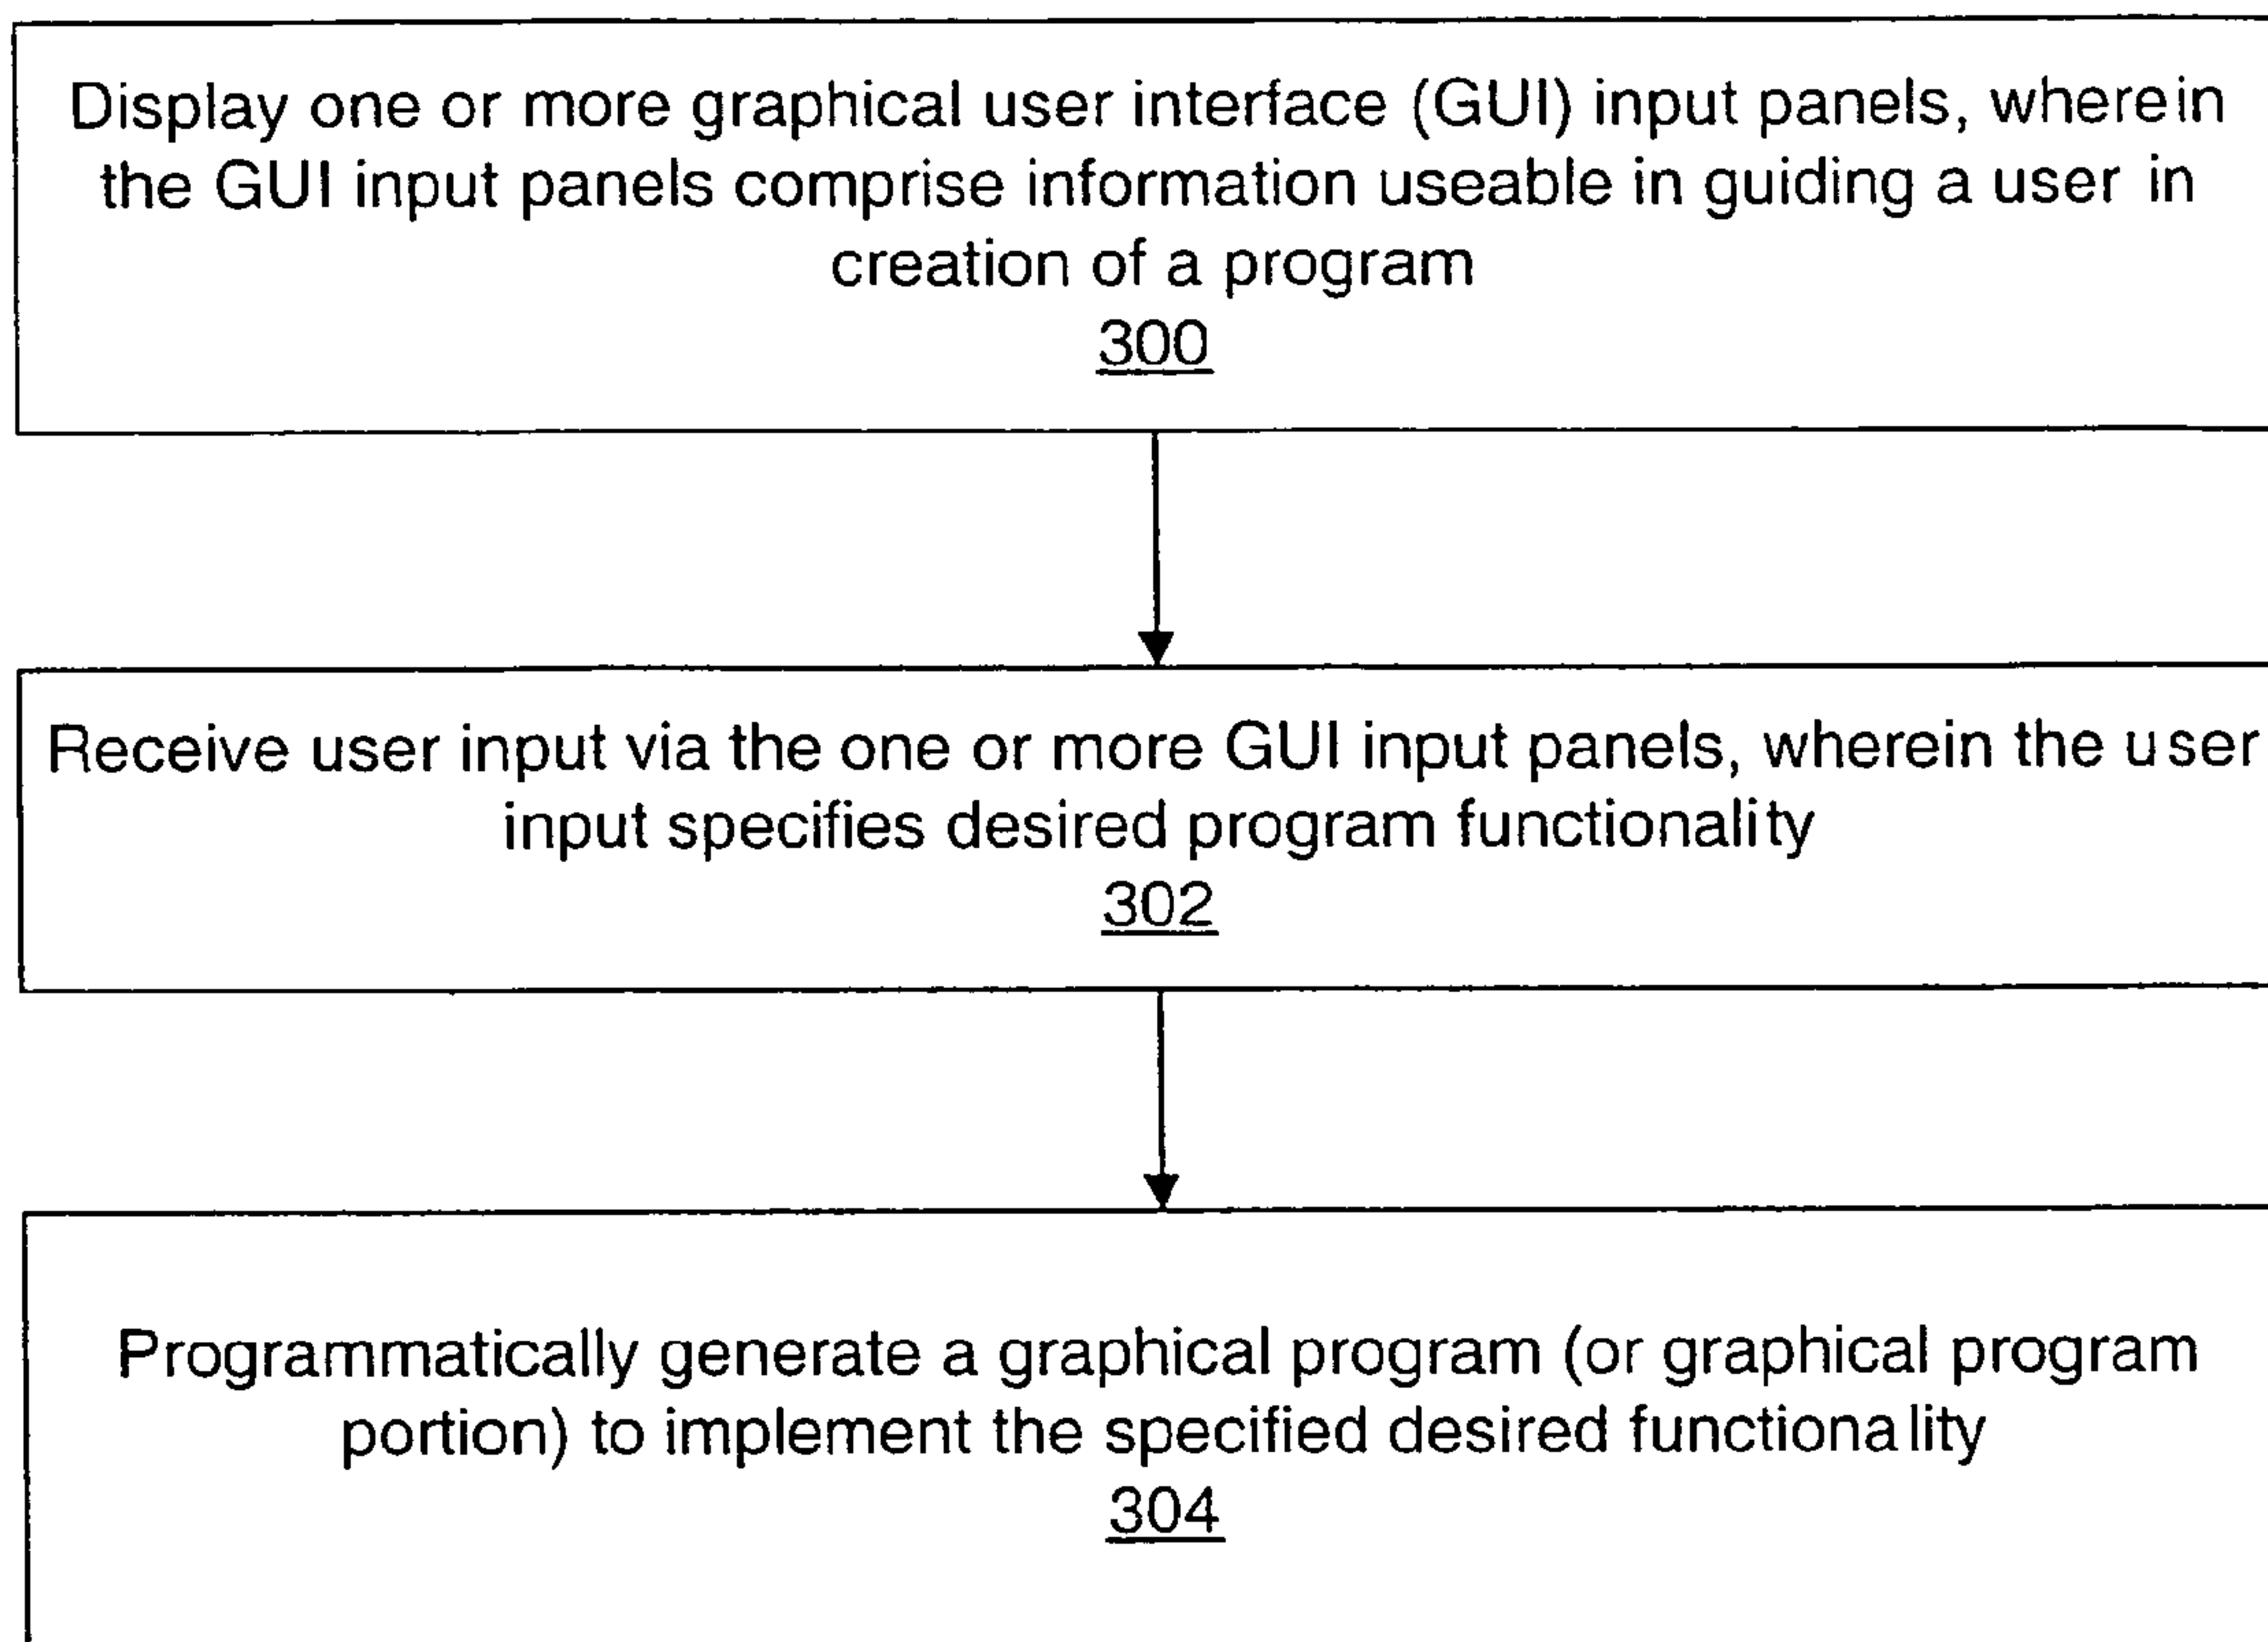 Display one or more graphical user interface (GUI) input panels, wherein
the GUI input panels comprise information useable in guiding a user in
creation of a program
300
Receive user input via the one or more GUI input panels, wherein the user
input specifies desired program functionality
302
Programmatically generate a graphical program (or graphical program
portion) to implement the specified desired functionality
304